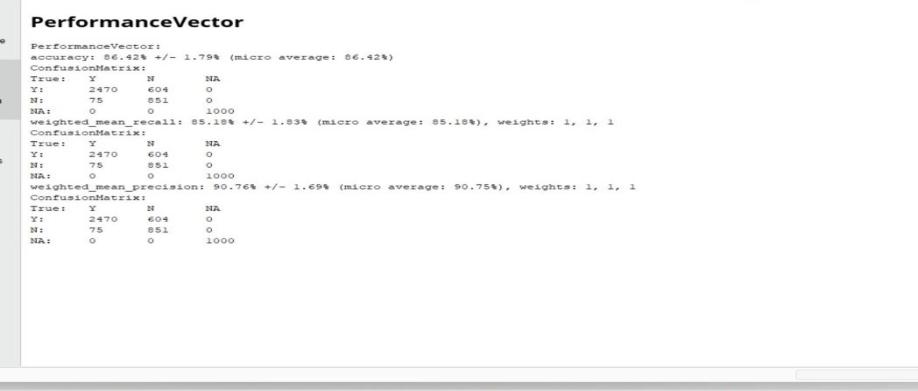 PerformanceVector
PerformanceVector:
accuracy: 86.42% +/- 1.79% (micro average: 86.42%)
ConfusionMatrix:
True: Y N NA
Y: 2470 604 0
N: 75 851 0
NA: 0 0 1000
weighted_mean_recall: 85.18% +/- 1.83% (micro average: 85.18%), weights: 1, 1, 1
ConfusionMatrix:
True: Y N NA
Y: 2470 604 0
N: 75 851 0
NA: 0 0 1000
weighted_mean_precision: 90.76% +/- 1.69% (micro average: 90.75%), weights: 1, 1, 1
ConfusionMatrix:
True: Y N NA
Y: 2470 604 0
N: 75 851 0
NA: 0 0 1000